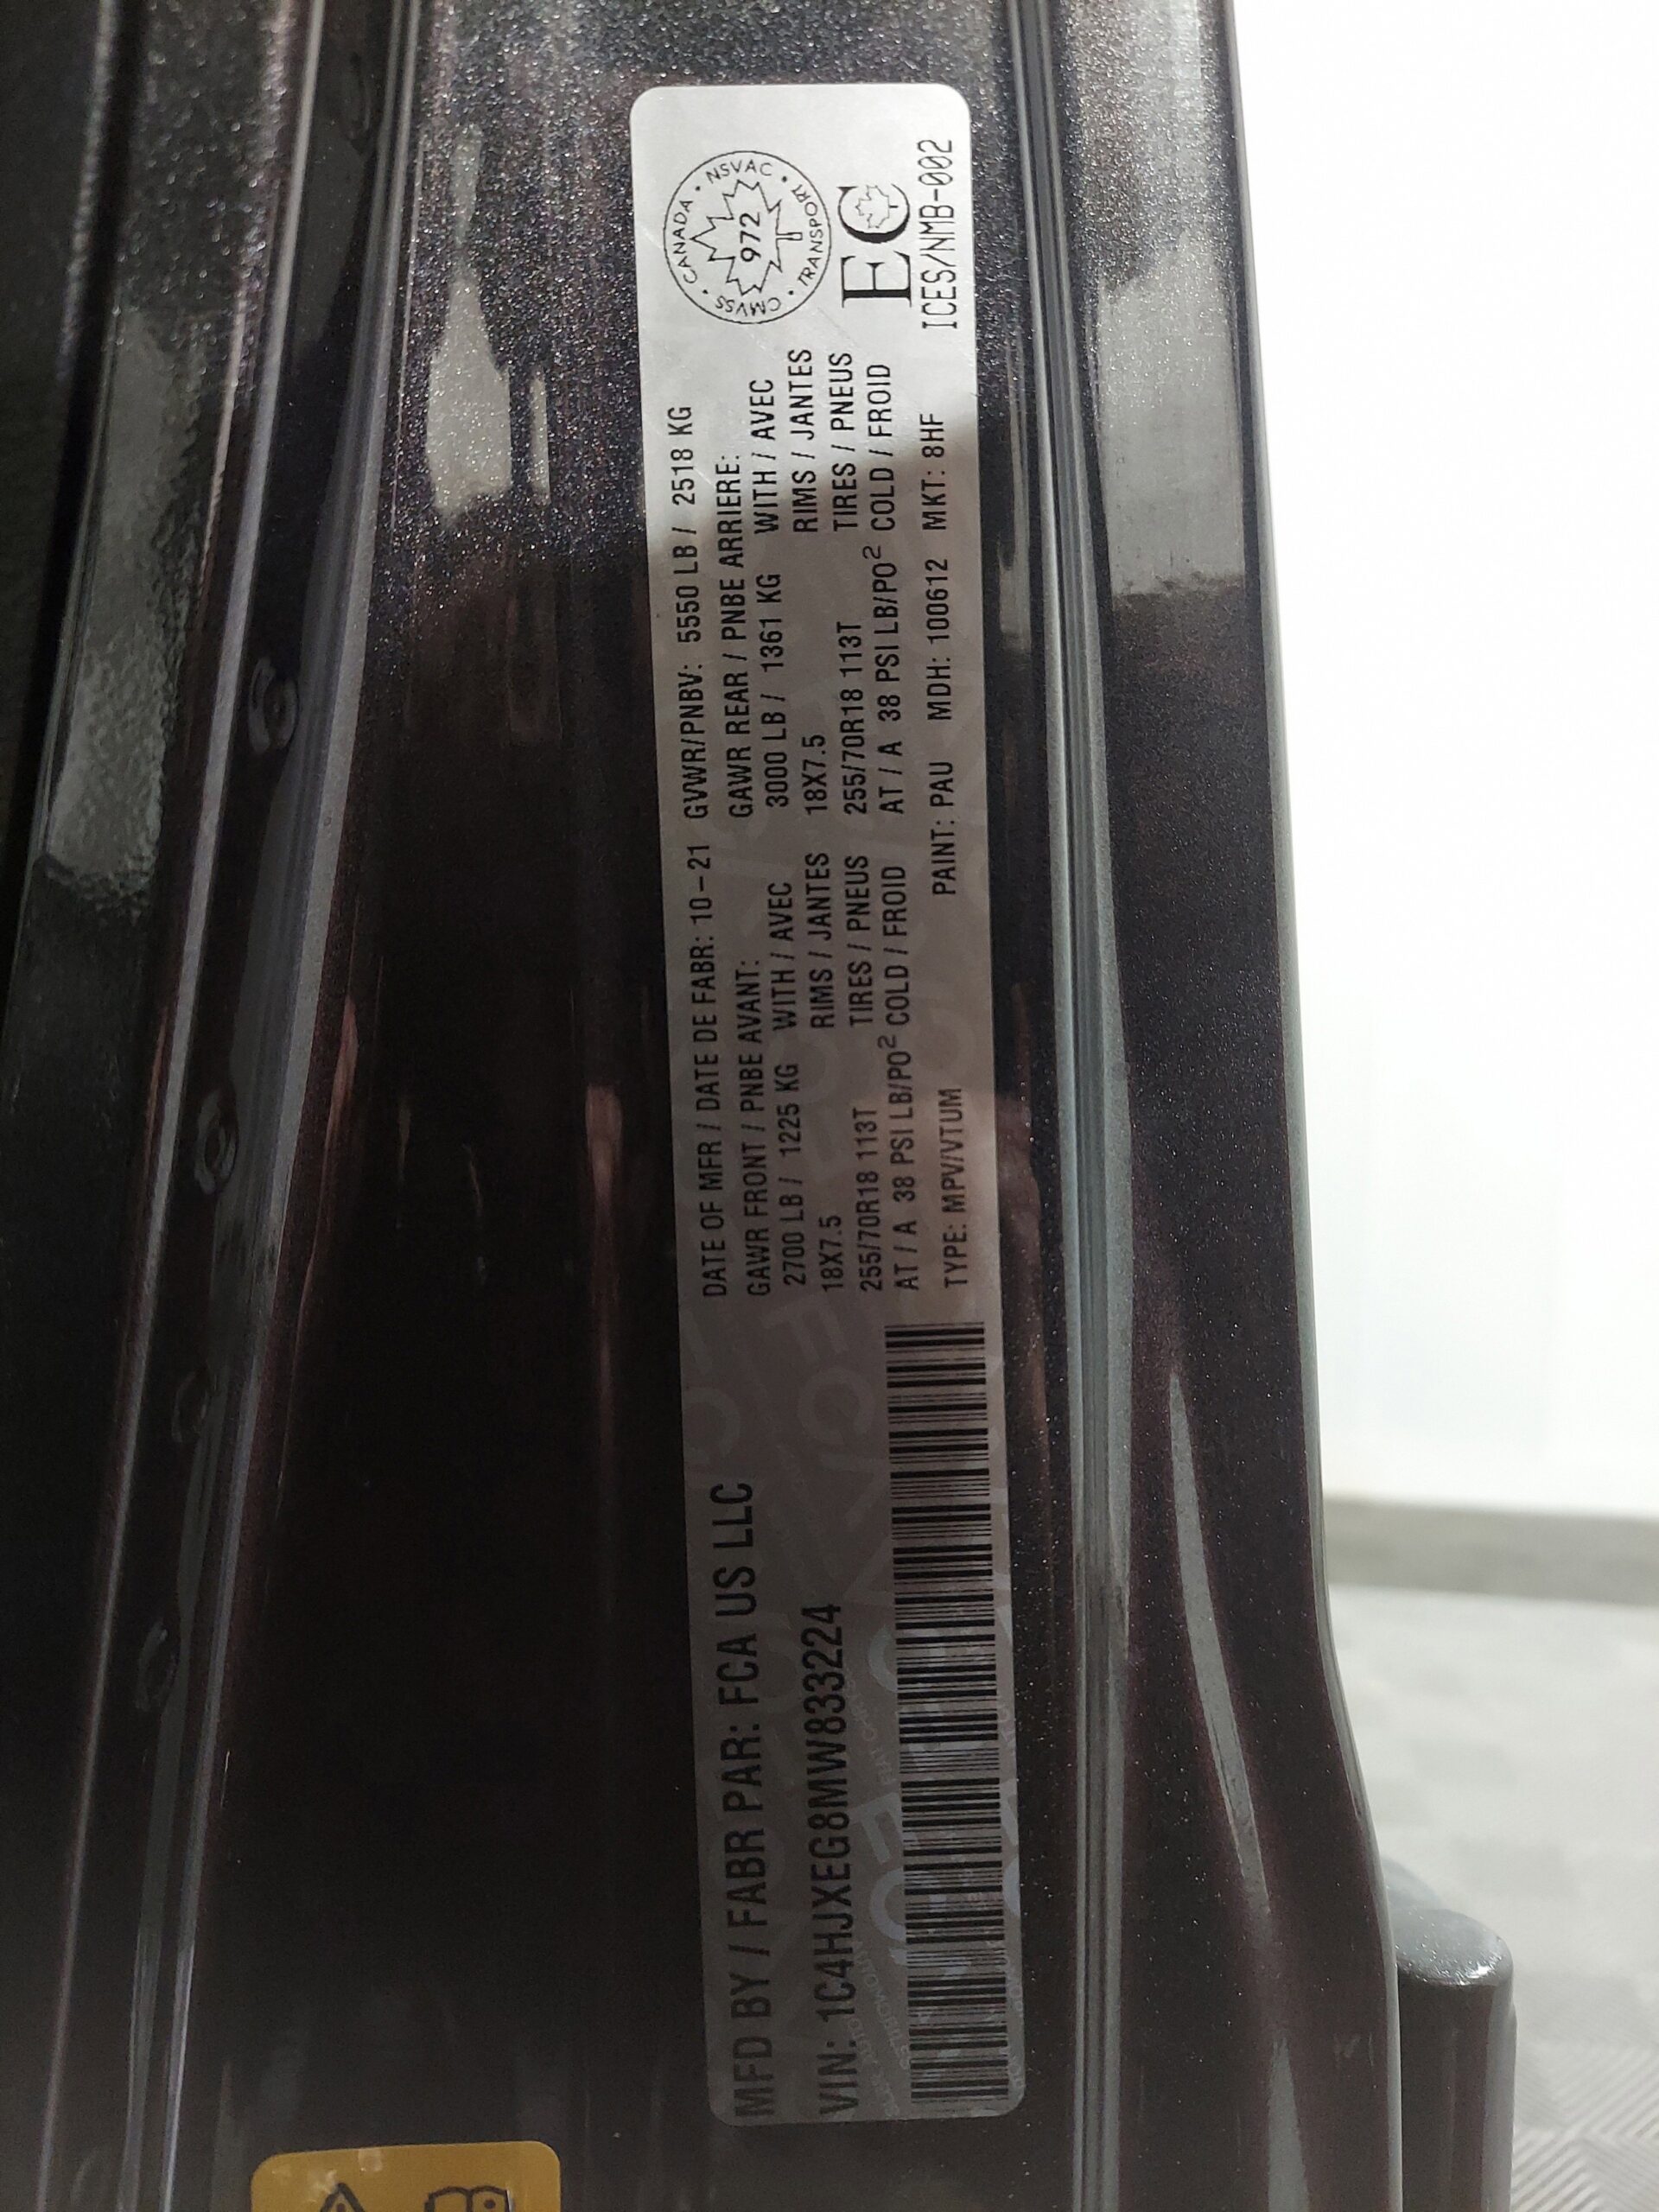 MFD BY / FABR PAR: FCA US LLC
VIN: 1C4HJXEG8MW833224
DATE OF MFR / DATE DE FABR: 10-21
GVWR/PNBV: 5550 LB / 2518 KG
GAWR FRONT / PNBE AVANT:
2700 LB / 1225 KG WITH / AVEC
18X7.5 RIMS / JANTES
255/70R18 113T TIRES / PNEUS
AT / A 38 PSI LB/PO² COLD / FROID
GAWR REAR / PNBE ARRIERE:
3000 LB / 1361 KG WITH / AVEC
18X7.5 RIMS / JANTES
255/70R18 113T TIRES / PNEUS
AT / A 38 PSI LB/PO² COLD / FROID
TYPE: MPV/VTUM PAINT: PAU MDH: 100612 MKT: 8HF
CANADA • NSVAC • TRANSPORT • CMVSS •
972
EC
ICES/NMB-002